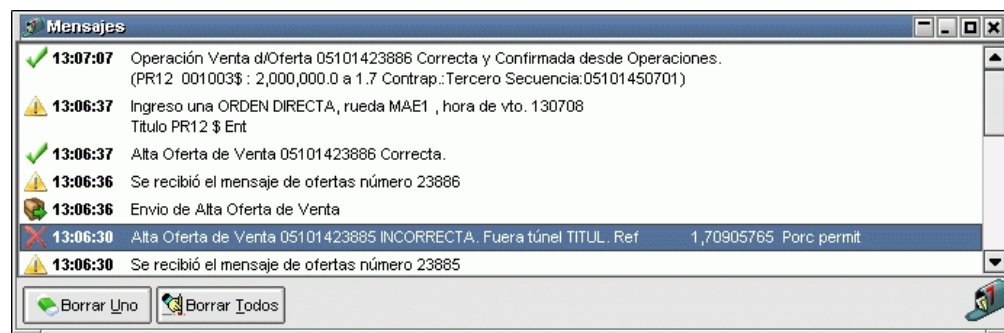 Mensajes
13:07:07 Operación Venta d/Oferta 05101423886 Correcta y Confirmada desde Operaciones.
(PR12 001003$ : 2,000,000.0 a 1.7 Contrap.:Tercero Secuencia:05101450701)
13:06:37 Ingreso una ORDEN DIRECTA, rueda MAE1 , hora de vto. 130708
Titulo PR12 $ Ent
13:06:37 Alta Oferta de Venta 05101423886 Correcta.
13:06:36 Se recibió el mensaje de ofertas número 23886
13:06:36 Envio de Alta Oferta de Venta
13:06:30 Alta Oferta de Venta 05101423885 INCORRECTA. Fuera túnel TITUL. Ref 1,70905765 Porc permit
13:06:30 Se recibió el mensaje de ofertas número 23885
Borrar Uno Borrar Todos